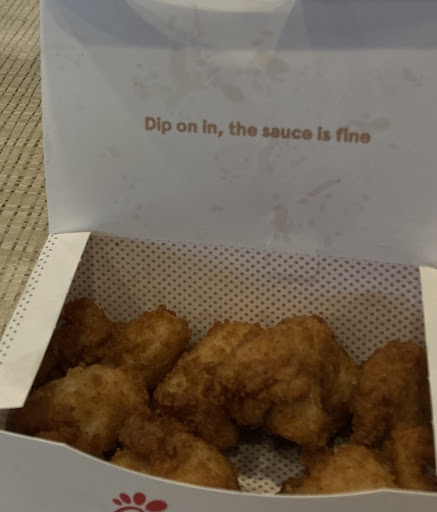 Dip on in, the sauce is fine